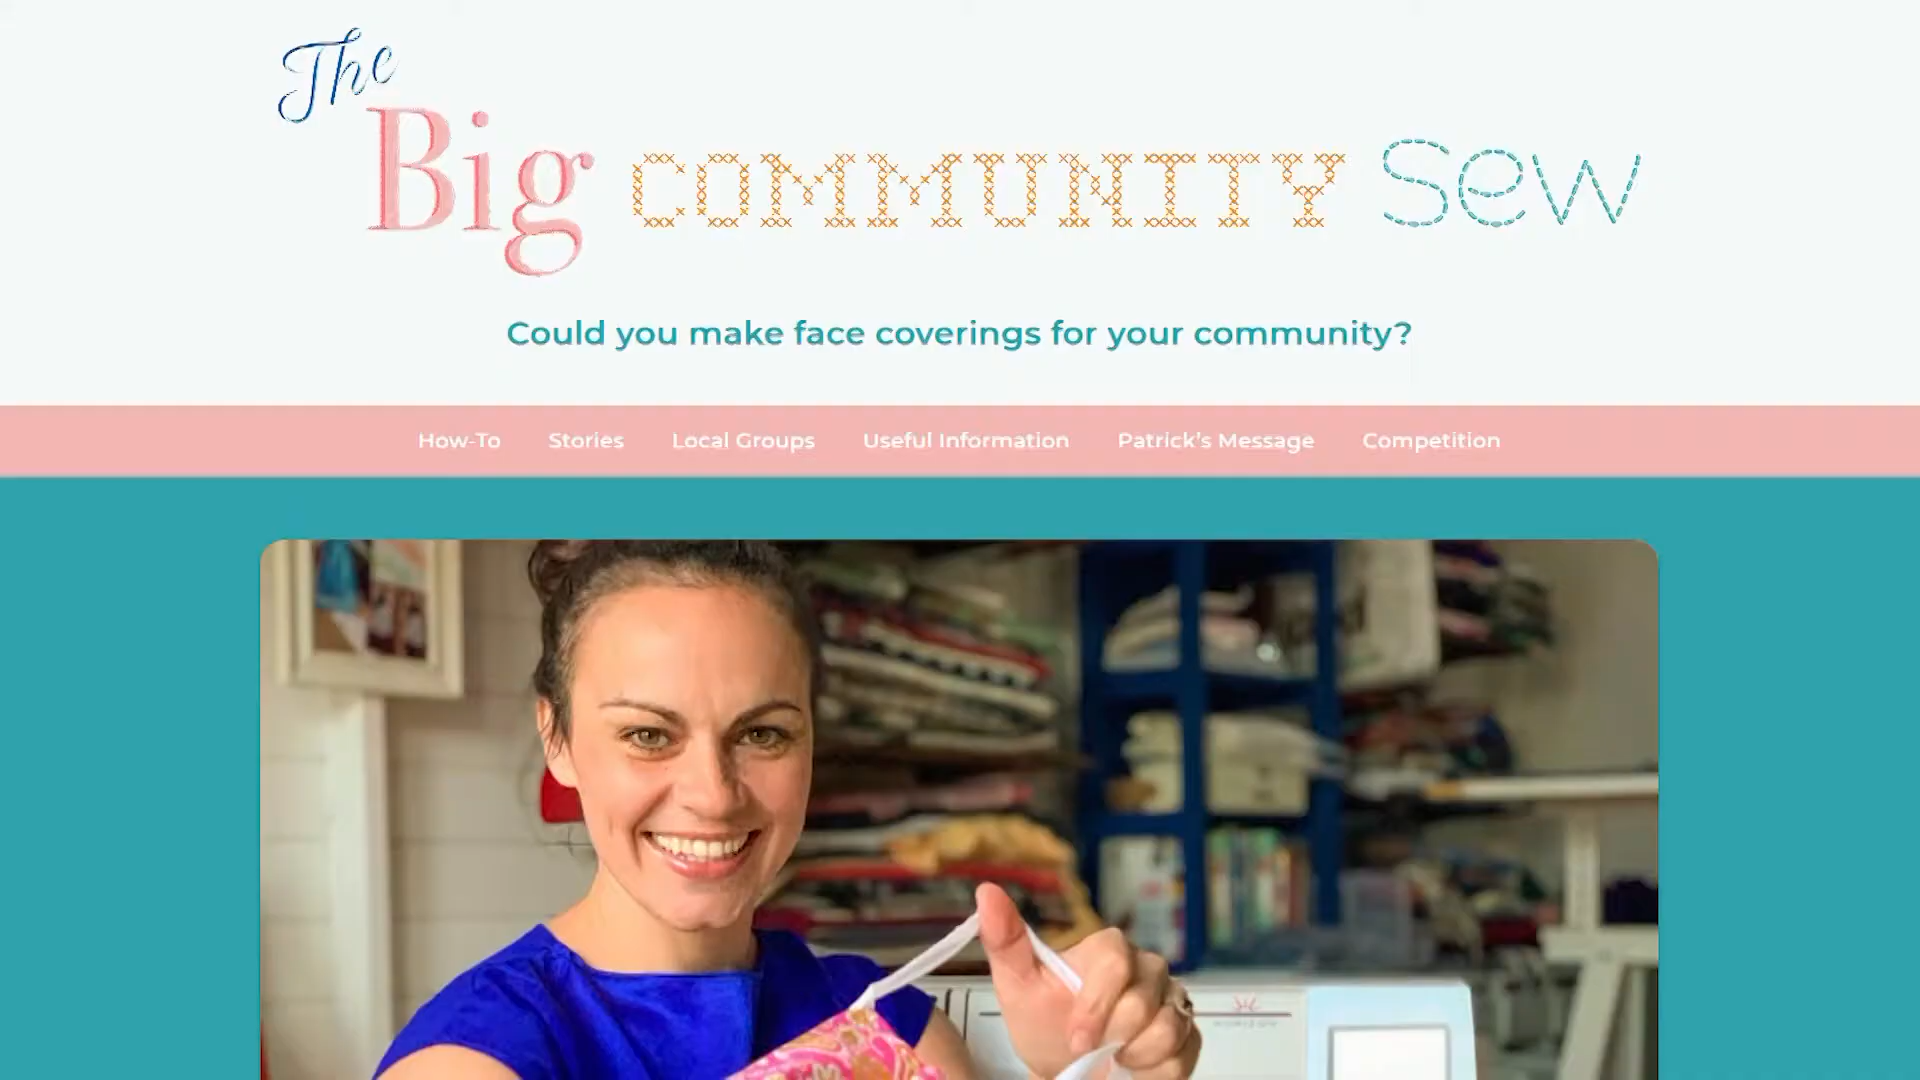 The
Big COMMUNITY sew
Could you make face coverings for your community?
How-To Stories Local Groups Useful Information Patrick's Message Competition